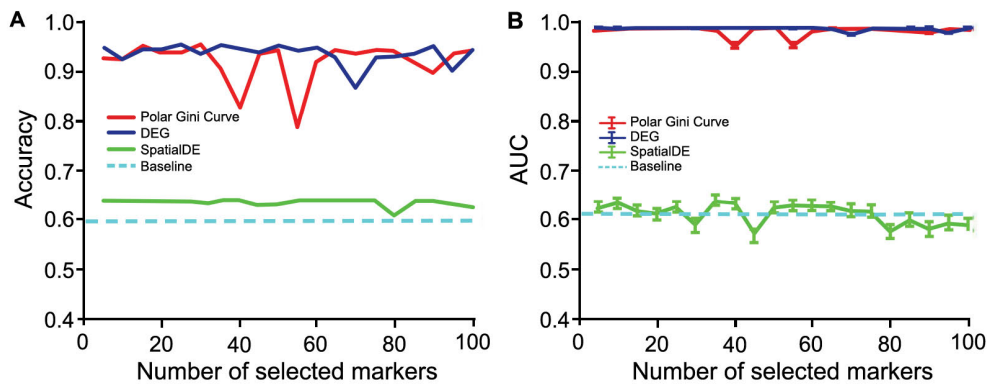 A
1.0
0.9
0.8
0.7
0.6
0.5
0.4
Accuracy
Polar Gini Curve
DEG
SpatialDE
Baseline
0
20
40
60
80
100
Number of selected markers
B
1.0
0.9
0.8
0.7
0.6
0.5
0.4
AUC
Polar Gini Curve
DEG
SpatialDE
Baseline
0
20
40
60
80
100
Number of selected markers